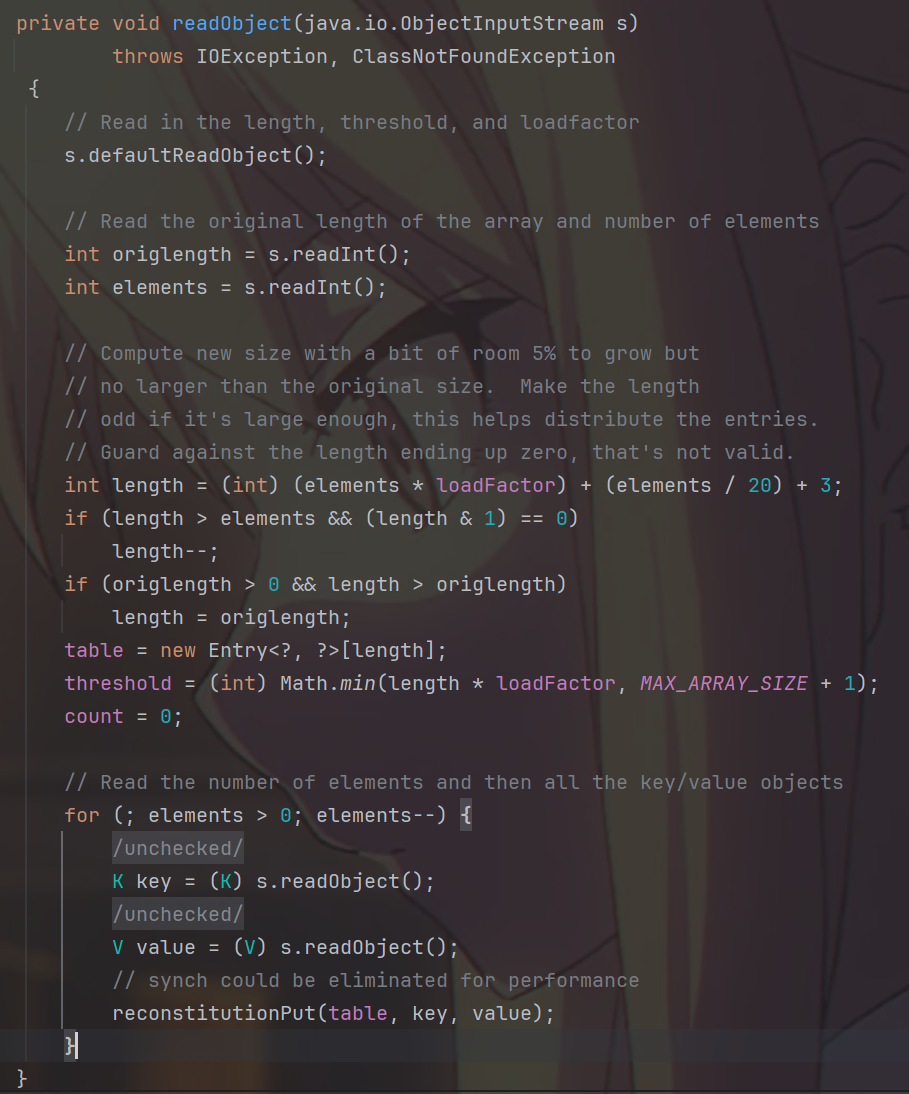 private void readObject(java.io.ObjectInputStream s)
        throws IOException, ClassNotFoundException
 {
    // Read in the length, threshold, and loadfactor
    s.defaultReadObject();

    // Read the original length of the array and number of elements
    int origlength = s.readInt();
    int elements = s.readInt();

    // Compute new size with a bit of room 5% to grow but
    // no larger than the original size.  Make the length
    // odd if it's large enough, this helps distribute the entries.
    // Guard against the length ending up zero, that's not valid.
    int length = (int) (elements * loadFactor) + (elements / 20) + 3;
    if (length > elements && (length & 1) == 0)
        length--;
    if (origlength > 0 && length > origlength)
        length = origlength;
    table = new Entry<?, ?>[length];
    threshold = (int) Math.min(length * loadFactor, MAX_ARRAY_SIZE + 1);
    count = 0;

    // Read the number of elements and then all the key/value objects
    for (; elements > 0; elements--) {
        /unchecked/
        K key = (K) s.readObject();
        /unchecked/
        V value = (V) s.readObject();
        // synch could be eliminated for performance
        reconstitutionPut(table, key, value);
    }
}